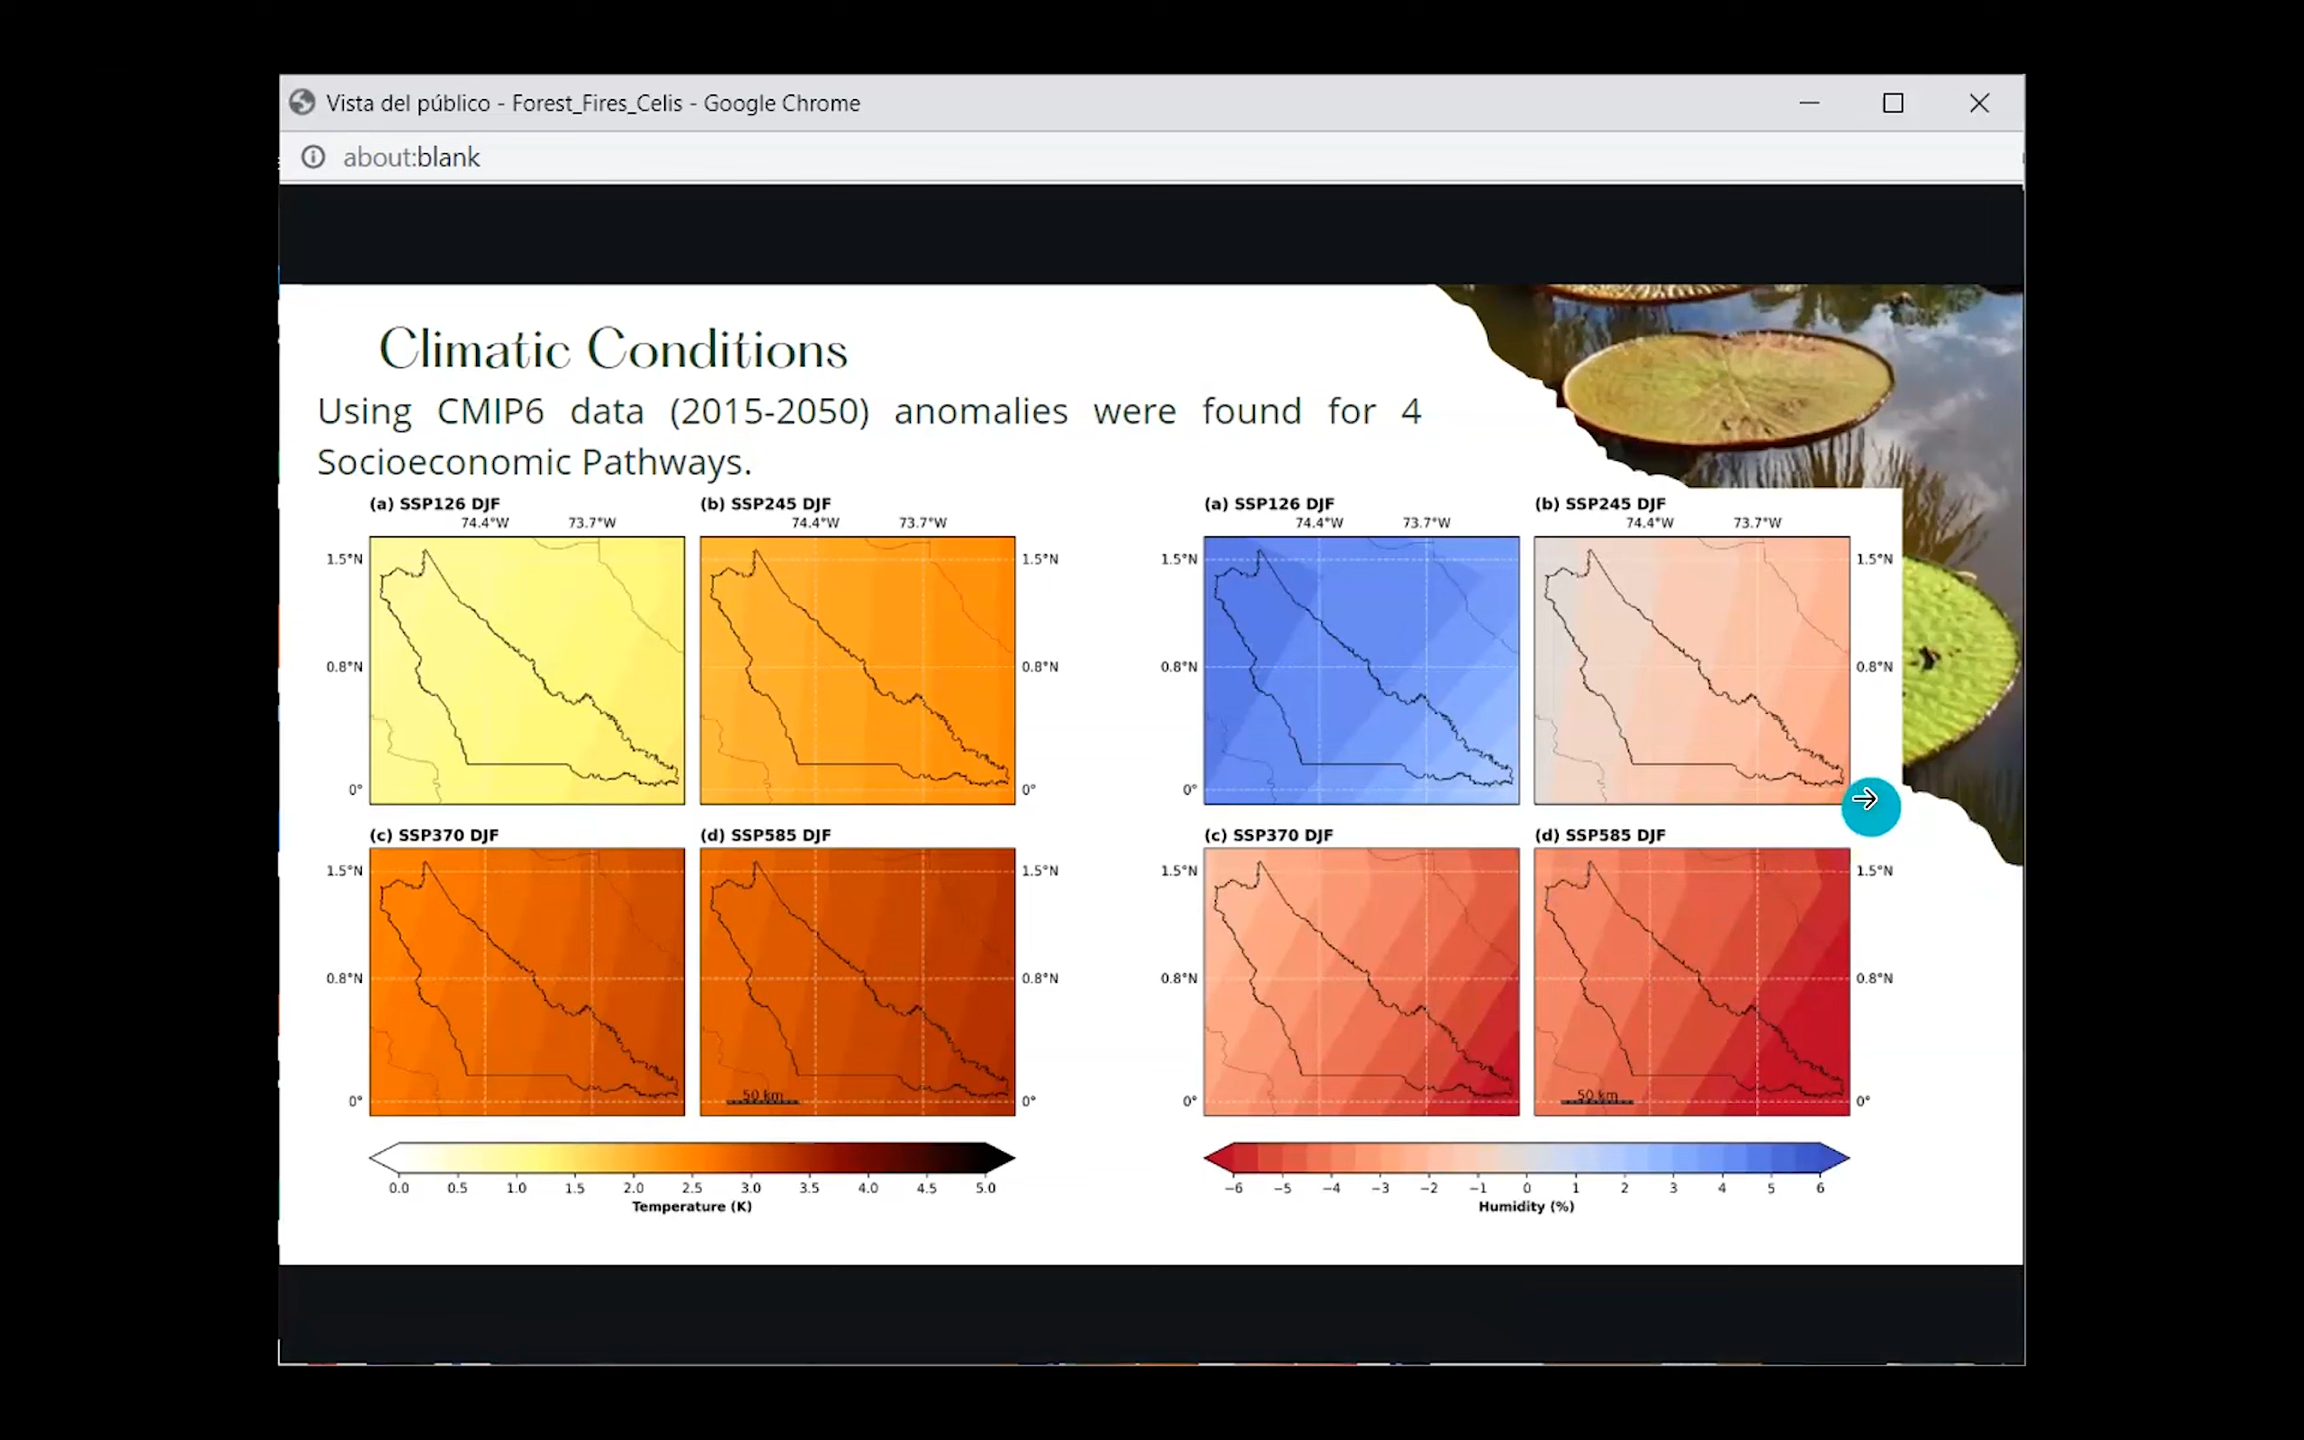 Vista del público - Forest_Fires_Celis - Google Chrome
about:blank
Climatic Conditions
Using CMIP6 data (2015-2050) anomalies were found for 4
Socioeconomic Pathways.
(a) SSP126 DJF
74.4°W 73.7°W
(b) SSP245 DJF
74.4°W 73.7°W
1.5°N
0.8°N
0°
1.5°N
0.8°N
0°
(c) SSP370 DJF
(d) SSP585 DJF
1.5°N
0.8°N
0°
50 km
1.5°N
0.8°N
0°
0.0 0.5 1.0 1.5 2.0 2.5 3.0 3.5 4.0 4.5 5.0
Temperature (K)
(a) SSP126 DJF
74.4°W 73.7°W
(b) SSP245 DJF
74.4°W 73.7°W
1.5°N
0.8°N
0°
1.5°N
0.8°N
0°
(c) SSP370 DJF
(d) SSP585 DJF
1.5°N
0.8°N
0°
50 km
1.5°N
0.8°N
0°
−6 −5 −4 −3 −2 −1 0 1 2 3 4 5 6
Humidity (%)